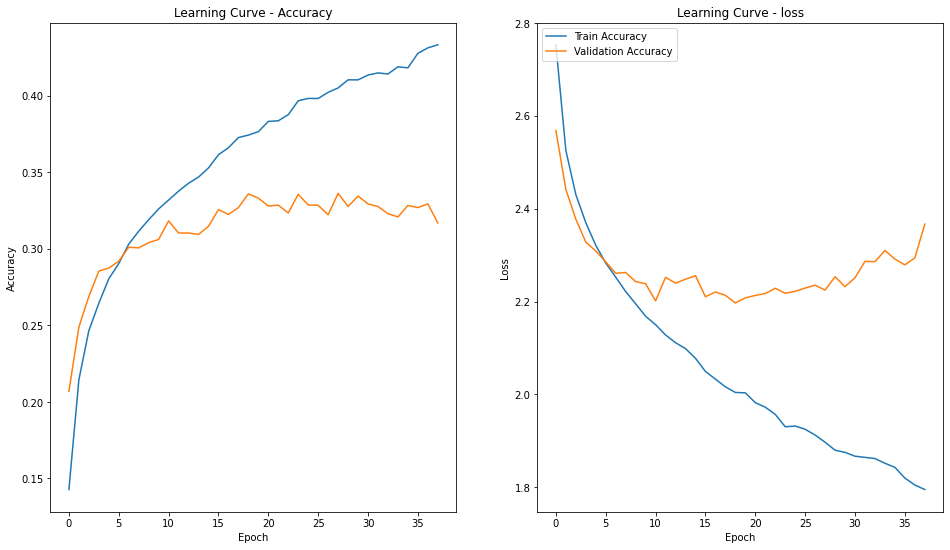 Learning Curve - Accuracy
0.40
0.35
0.30
0.25
0.20
0.15
Accuracy
0 5 10 15 20 25 30 35
Epoch
Learning Curve - loss
Train Accuracy
Validation Accuracy
2.8
2.6
2.4
2.2
2.0
1.8
Loss
0 5 10 15 20 25 30 35
Epoch